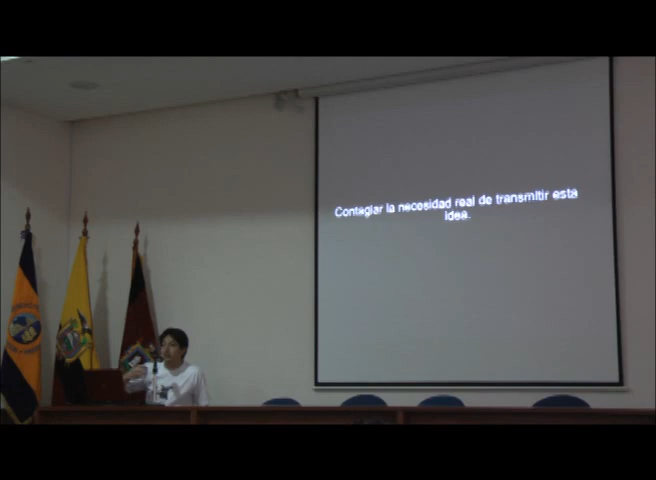 Contagiar la necesidad real de transmitir esta
idea.